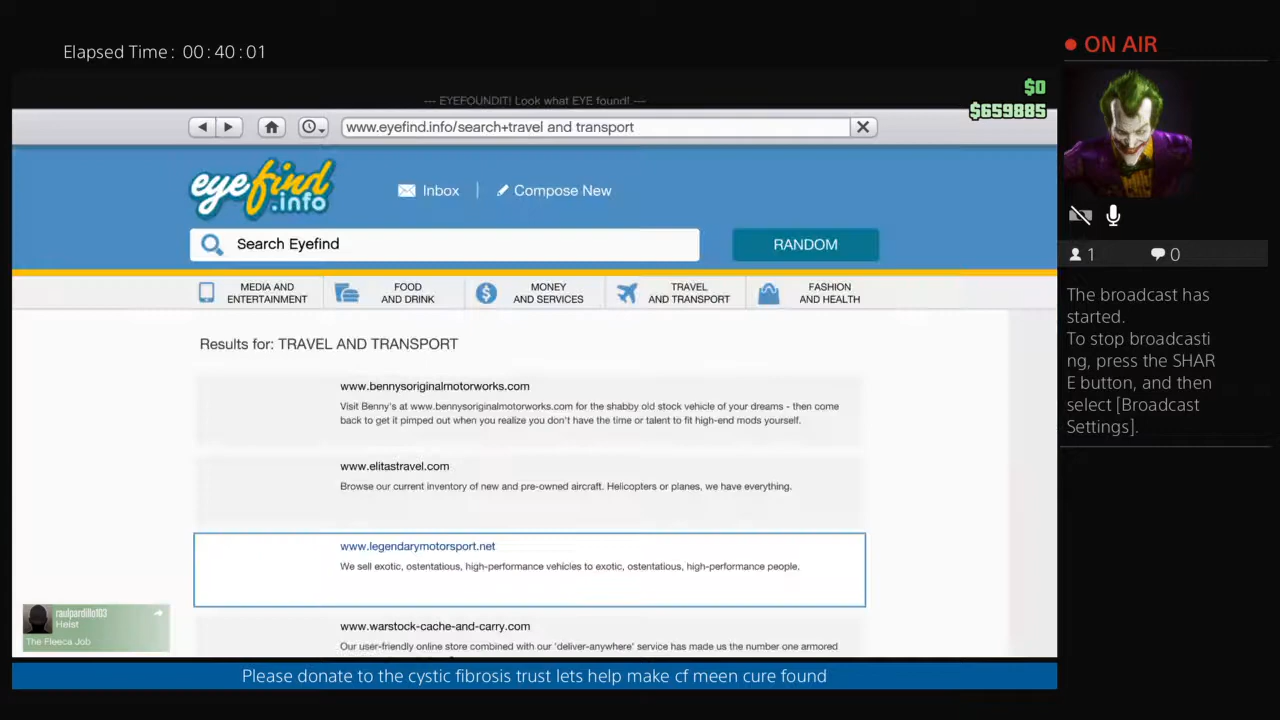 Elapsed Time: 00:40:01
ON AIR
--- EYEFOUNDIT! Look what EYE found! ---
$0
$659885
www.eyefind.info/search+travel and transport
eyefind.info
Inbox
Compose New
Search Eyefind
RANDOM
MEDIA AND ENTERTAINMENT
FOOD AND DRINK
MONEY AND SERVICES
TRAVEL AND TRANSPORT
FASHION AND HEALTH
1
0
The broadcast has
started.
To stop broadcasti
ng, press the SHAR
E button, and then
select [Broadcast
Settings].
Results for: TRAVEL AND TRANSPORT
www.bennysoriginalmotorworks.com
Visit Benny's at www.bennysoriginalmotorworks.com for the shabby old stock vehicle of your dreams - then come
back to get it pimped out when you realize you don't have the time or talent to fit high-end mods yourself.
www.elitastravel.com
Browse our current inventory of new and pre-owned aircraft. Helicopters or planes, we have everything.
www.legendarymotorsport.net
We sell exotic, ostentatious, high-performance vehicles to exotic, ostentatious, high-performance people.
www.warstock-cache-and-carry.com
Our user-friendly online store combined with our 'deliver-anywhere' service has made us the number one armored
raulpardillo103
Heist
The Fleeca Job
Please donate to the cystic fibrosis trust lets help make cf meen cure found